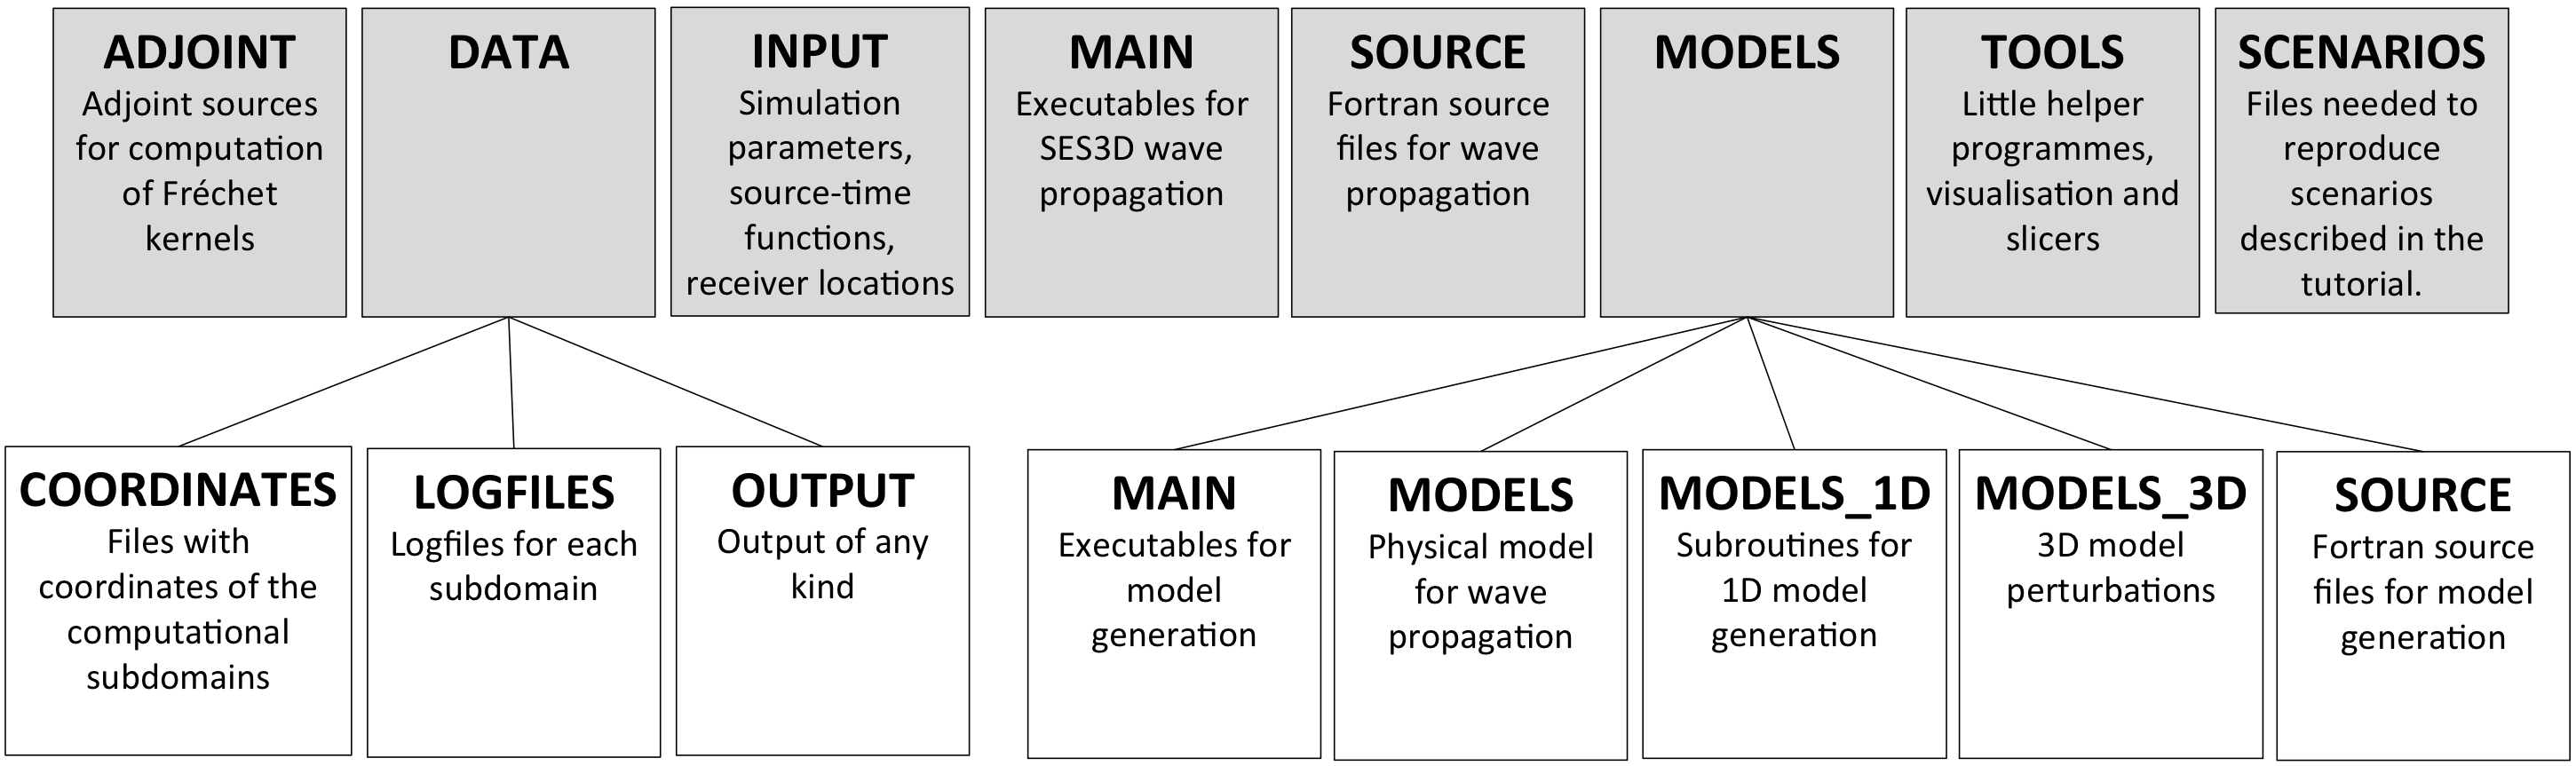 ADJOINT
Adjoint sources
for computation
of Fréchet
kernels
DATA
INPUT
Simulation
parameters,
source-time
functions,
receiver locations
MAIN
Executables for
SES3D wave
propagation
SOURCE
Fortran source
files for wave
propagation
MODELS
TOOLS
Little helper
programmes,
visualisation and
slicers
SCENARIOS
Files needed to
reproduce
scenarios
described in the
tutorial.
COORDINATES
Files with
coordinates of the
computational
subdomains
LOGFILES
Logfiles for each
subdomain
OUTPUT
Output of any
kind
MAIN
Executables for
model
generation
MODELS
Physical model
for wave
propagation
MODELS_1D
Subroutines for
1D model
generation
MODELS_3D
3D model
perturbations
SOURCE
Fortran source
files for model
generation